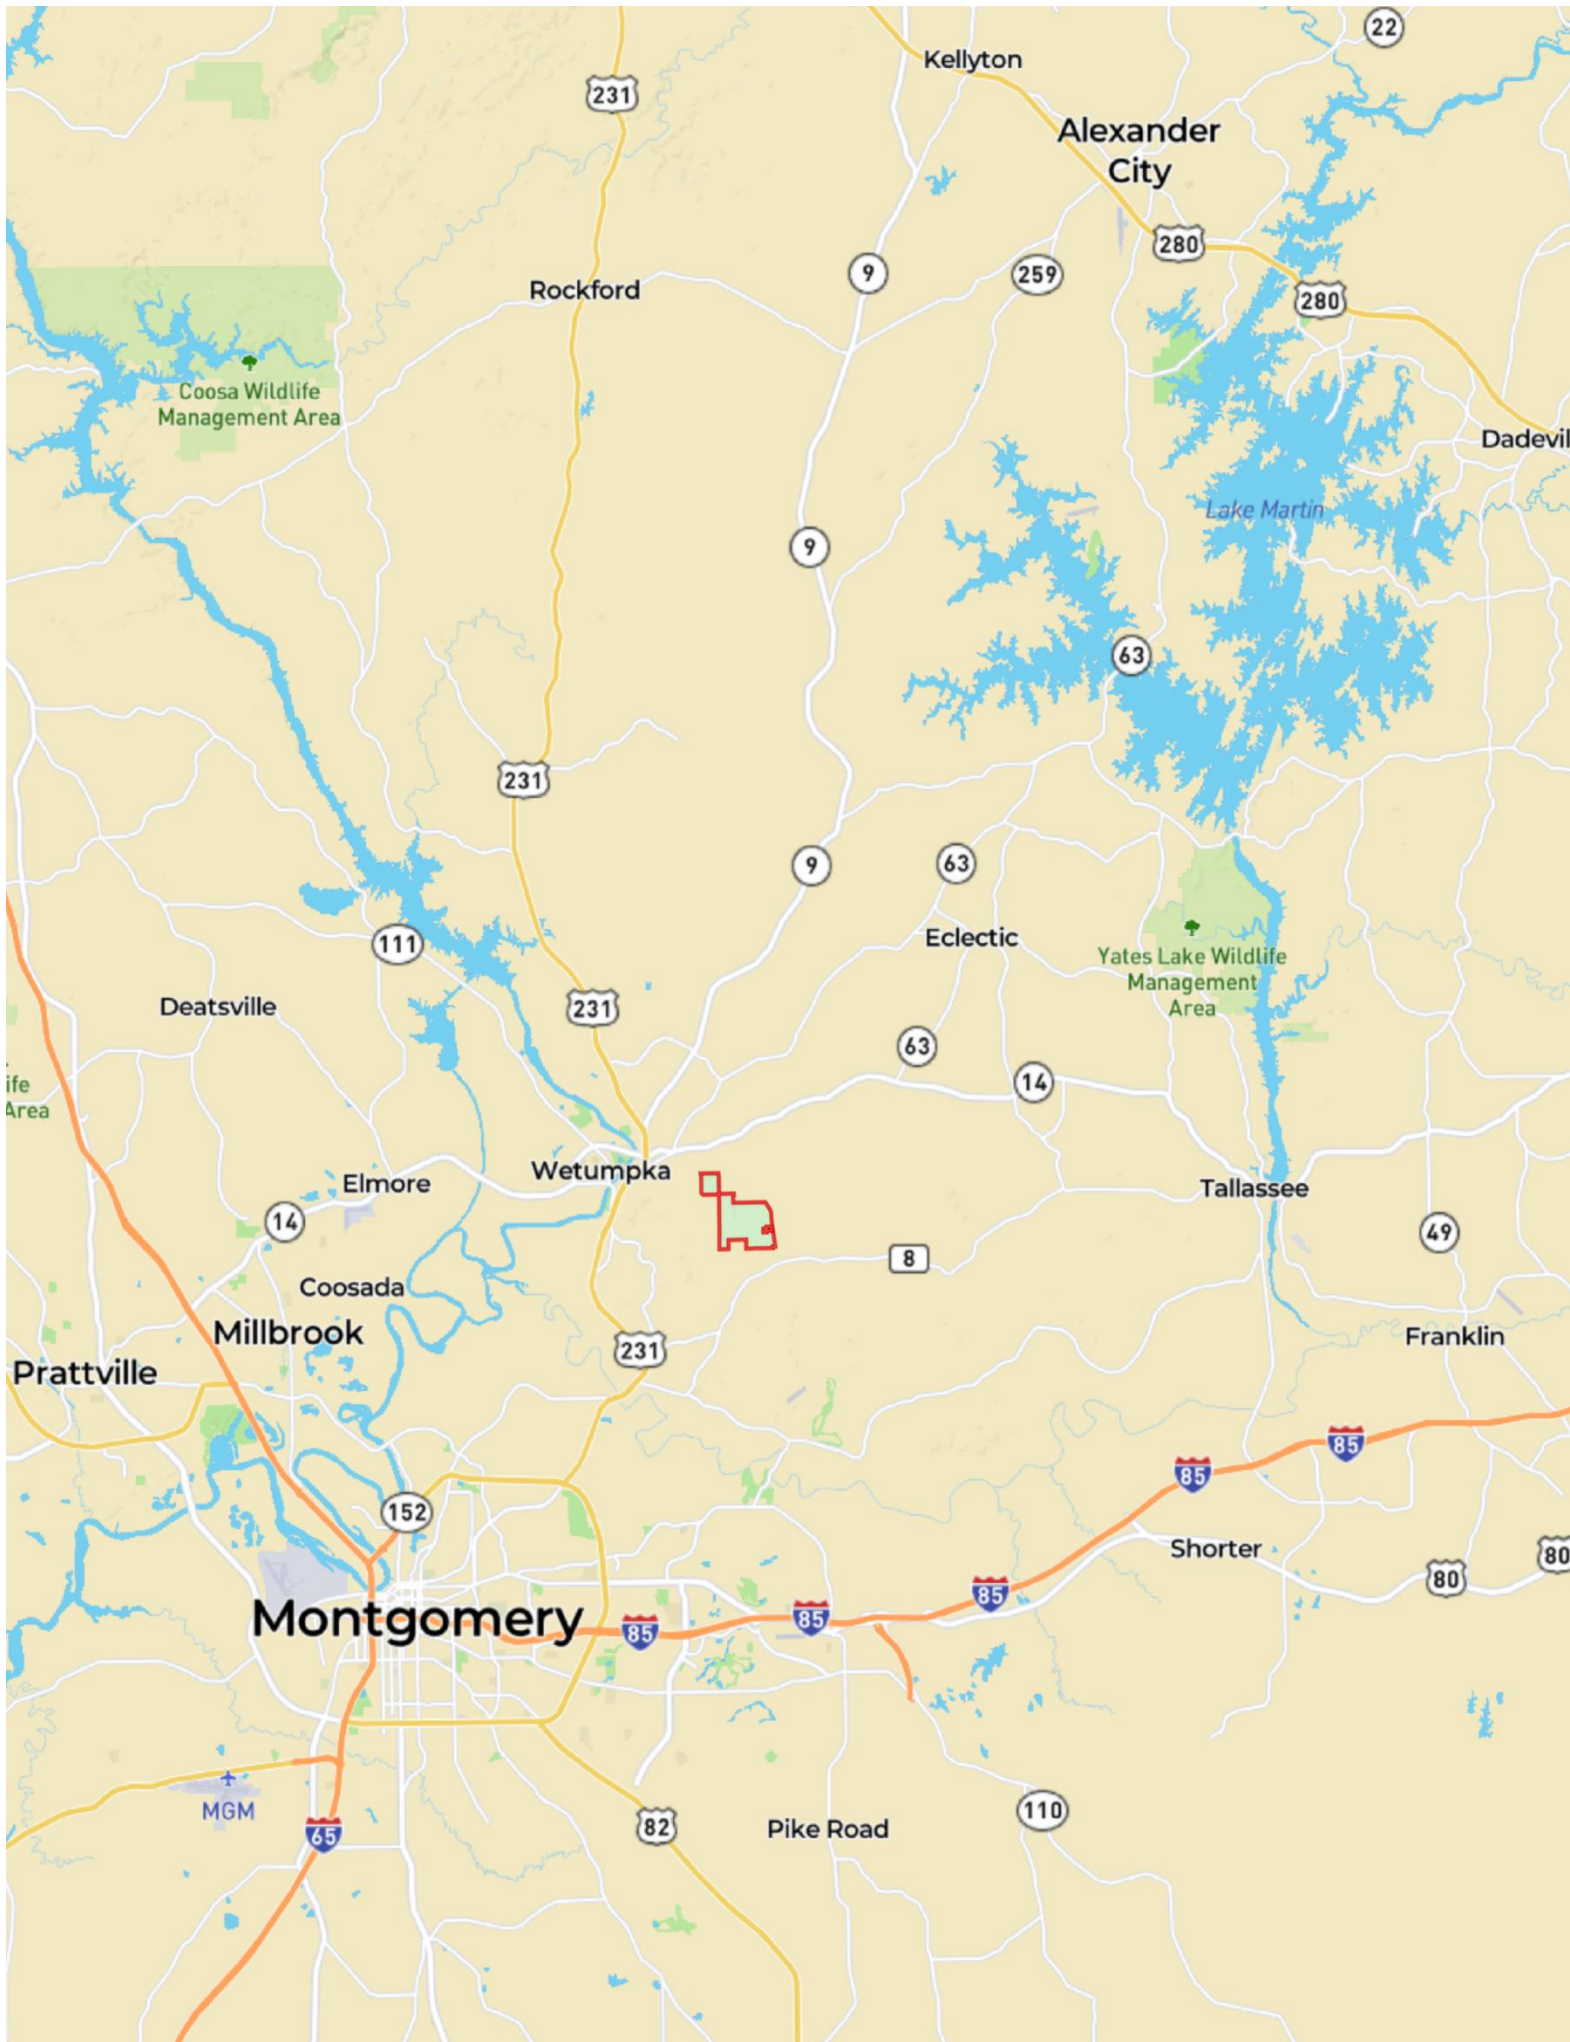 22
Kellyton
231
Alexander
City
280
9
259
Rockford
280
Coosa Wildlife
Management Area
Dadevil
Lake Martin
9
63
231
9
63
Eclectic
111
Yates Lake Wildlife
Management
Area
Deatsville
231
63
14
ife
Area
Wetumpka
Elmore
Tallassee
14
49
8
Coosada
Millbrook
231
Franklin
Prattville
85
85
152
Shorter
80
80
85
Montgomery
85
85
MGM
110
82
Pike Road
65